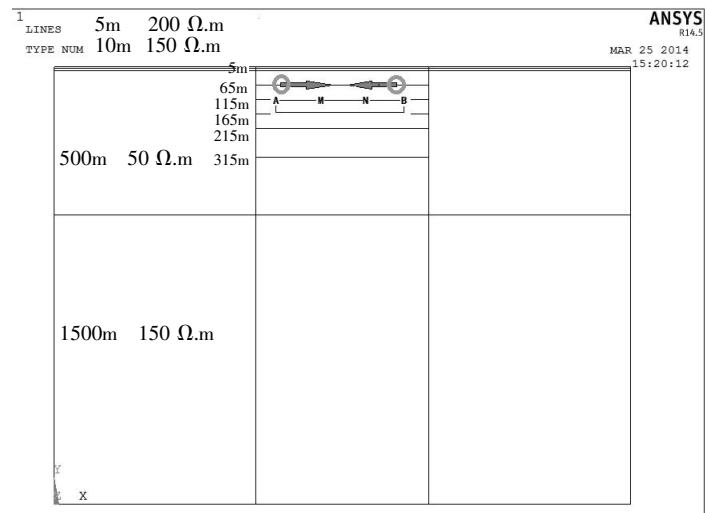 1
LINES 5m 200 Ω.m
TYPE NUM 10m 150 Ω.m
ANSYS
R14.5
MAR 25 2014
15:20:12
5m
65m
115m
A M N B
165m
215m
500m 50 Ω.m 315m
1500m 150 Ω.m
Y
Z X